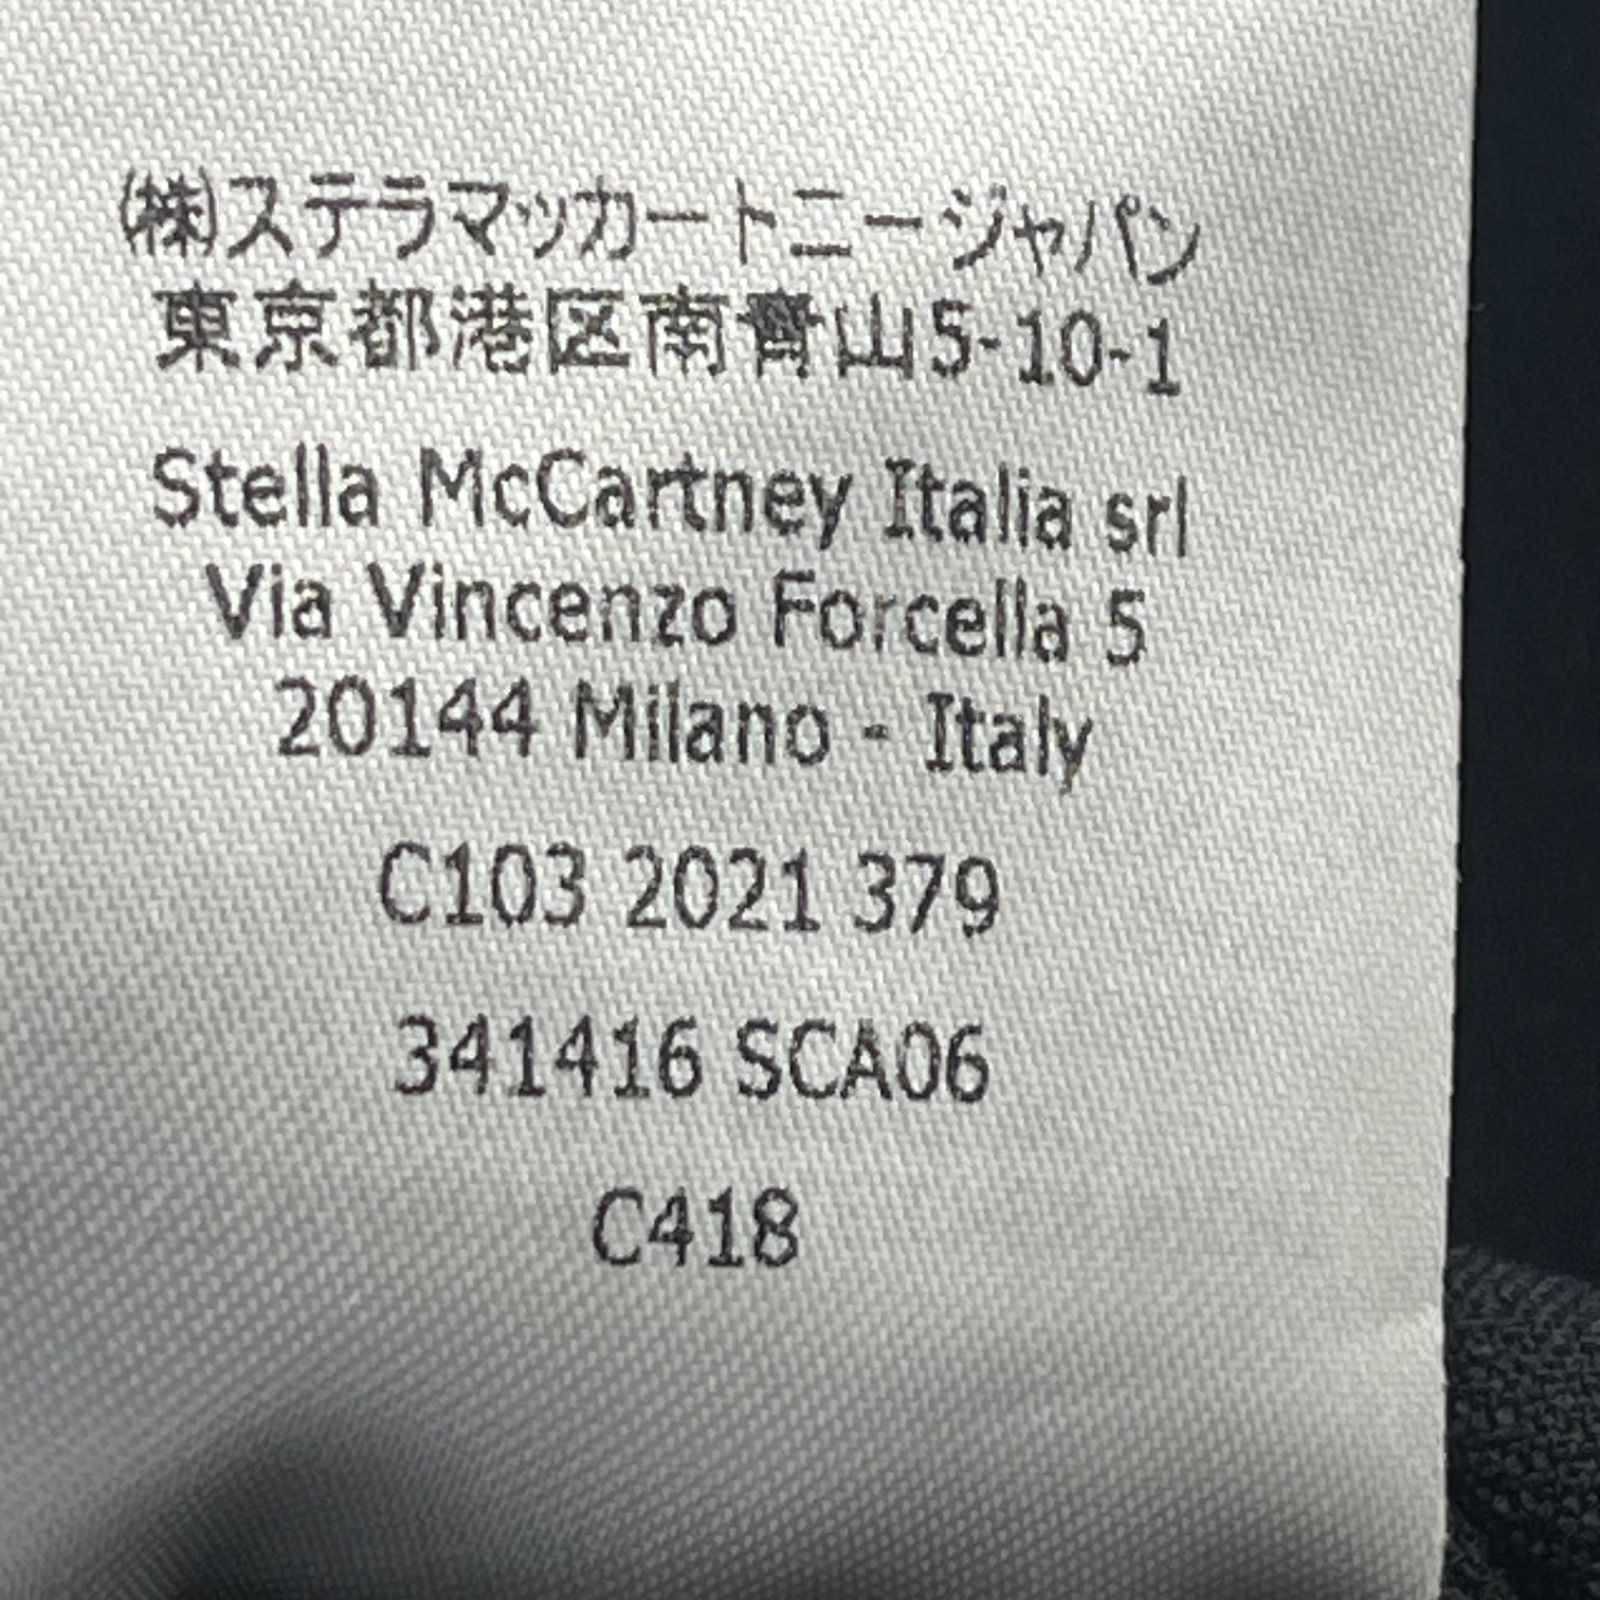 ㈱ステラマッカートニージャパン
東京都港区南青山5-10-1
Stella McCartney Italia srl
Via Vincenzo Forcella 5
20144 Milano - Italy
C103 2021 379
341416 SCA06
C418